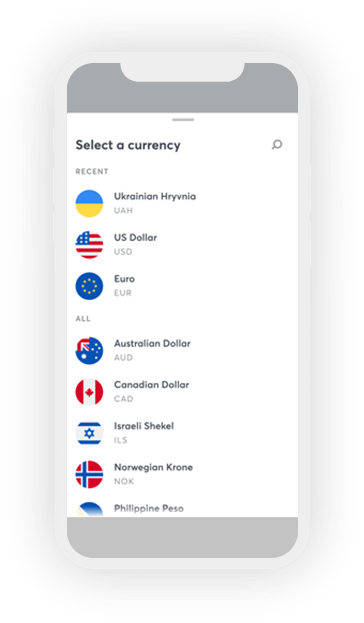 Select a currency
RECENT
Ukrainian Hryvnia
UAH
US Dollar
USD
Euro
EUR
ALL
Australian Dollar
AUD
Canadian Dollar
CAD
Israeli Shekel
ILS
Norwegian Krone
NOK
Philippine Peso